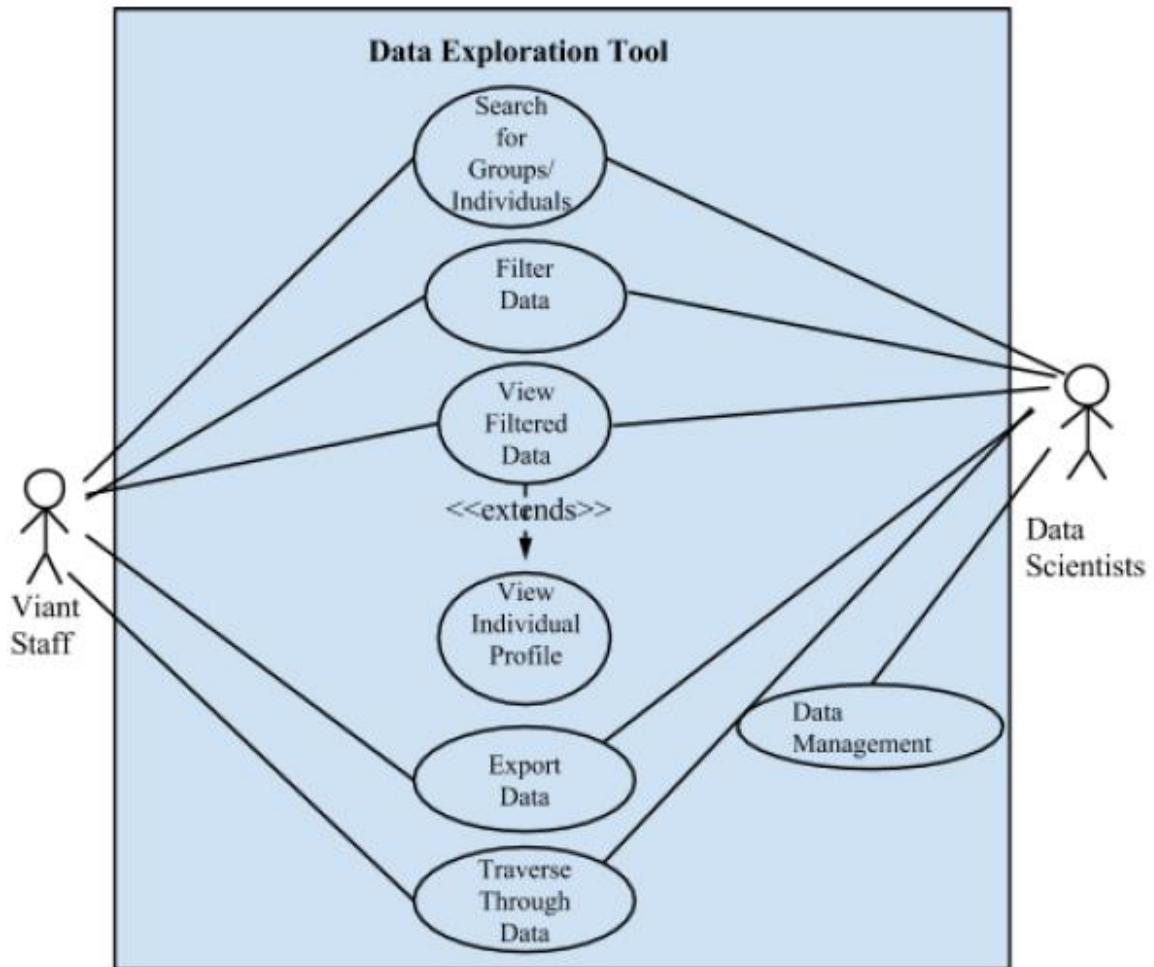 Data Exploration Tool
Search
for
Groups/
Individuals
Filter
Data
View
Filtered
Data
<<extends>>
View
Individual
Profile
Export
Data
Traverse
Through
Data
Data
Management
Viant
Staff
Data
Scientists